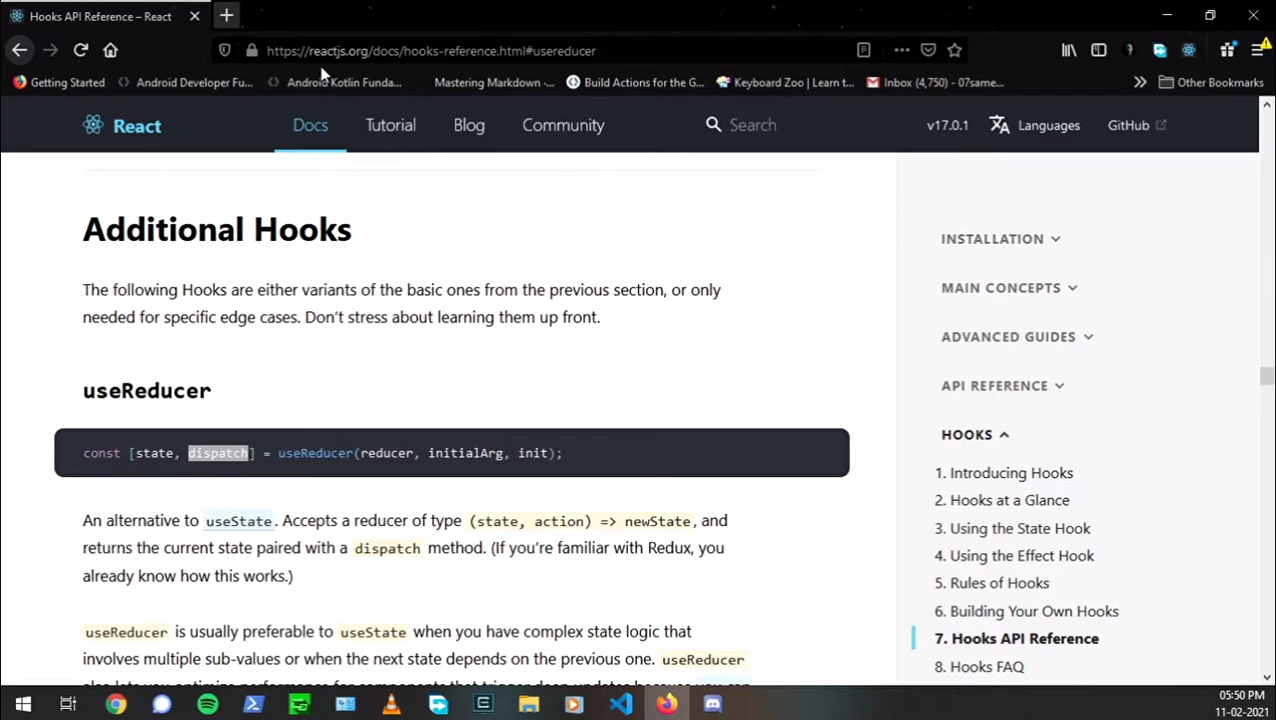 Hooks API Reference – React
https://reactjs.org/docs/hooks-reference.html#usereducer
Getting Started
Android Developer Fu...
Android Kotlin Funda...
Mastering Markdown -...
Build Actions for the G...
Keyboard Zoo | Learn t...
Inbox (4,750) - 07same...
Other Bookmarks
React
Docs
Tutorial
Blog
Community
Search
v17.0.1
Languages
GitHub
Additional Hooks
The following Hooks are either variants of the basic ones from the previous section, or only
needed for specific edge cases. Don't stress about learning them up front.
useReducer
const [state, dispatch] = useReducer(reducer, initialArg, init);
An alternative to useState. Accepts a reducer of type (state, action) => newState, and
returns the current state paired with a dispatch method. (If you're familiar with Redux, you
already know how this works.)
useReducer is usually preferable to useState when you have complex state logic that
involves multiple sub-values or when the next state depends on the previous one. useReducer
INSTALLATION
MAIN CONCEPTS
ADVANCED GUIDES
API REFERENCE
HOOKS
1. Introducing Hooks
2. Hooks at a Glance
3. Using the State Hook
4. Using the Effect Hook
5. Rules of Hooks
6. Building Your Own Hooks
7. Hooks API Reference
8. Hooks FAQ
05:50 PM
11-02-2021